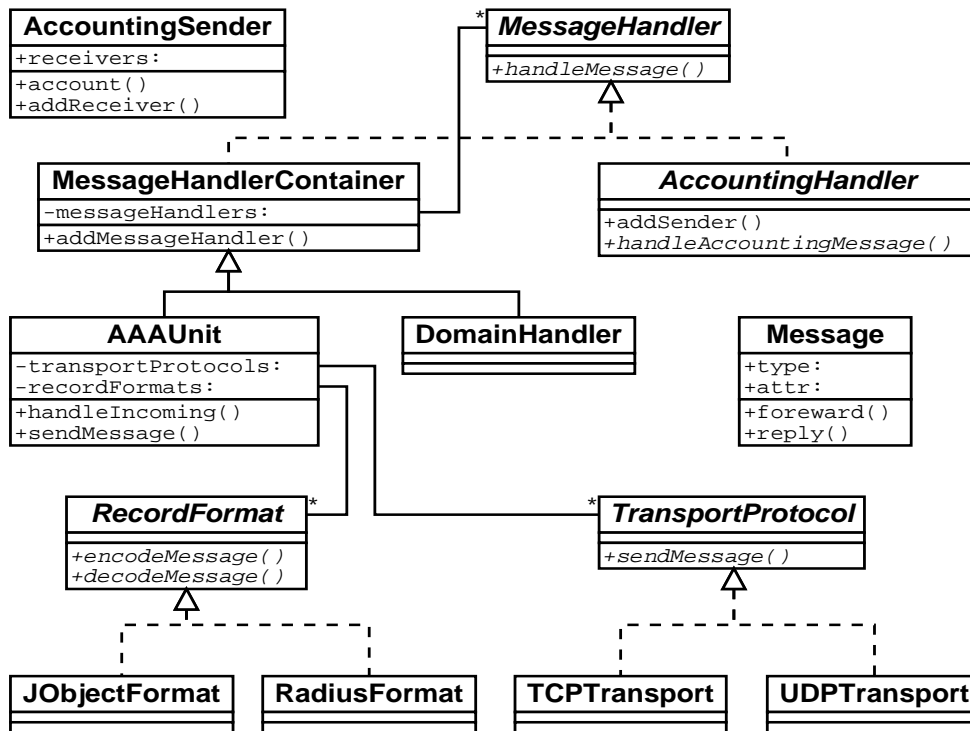 AccountingSender
+receivers:
+account()
+addReceiver()
*
MessageHandler
+handleMessage()
MessageHandlerContainer
-messageHandlers:
+addMessageHandler()
AccountingHandler
+addSender()
+handleAccountingMessage()
AAAUnit
-transportProtocols:
-recordFormats:
+handleIncoming()
+sendMessage()
DomainHandler
Message
+type:
+attr:
+foreward()
+reply()
RecordFormat
*
+encodeMessage()
+decodeMessage()
*
TransportProtocol
+sendMessage()
JObjectFormat
RadiusFormat
TCPTransport
UDPTransport